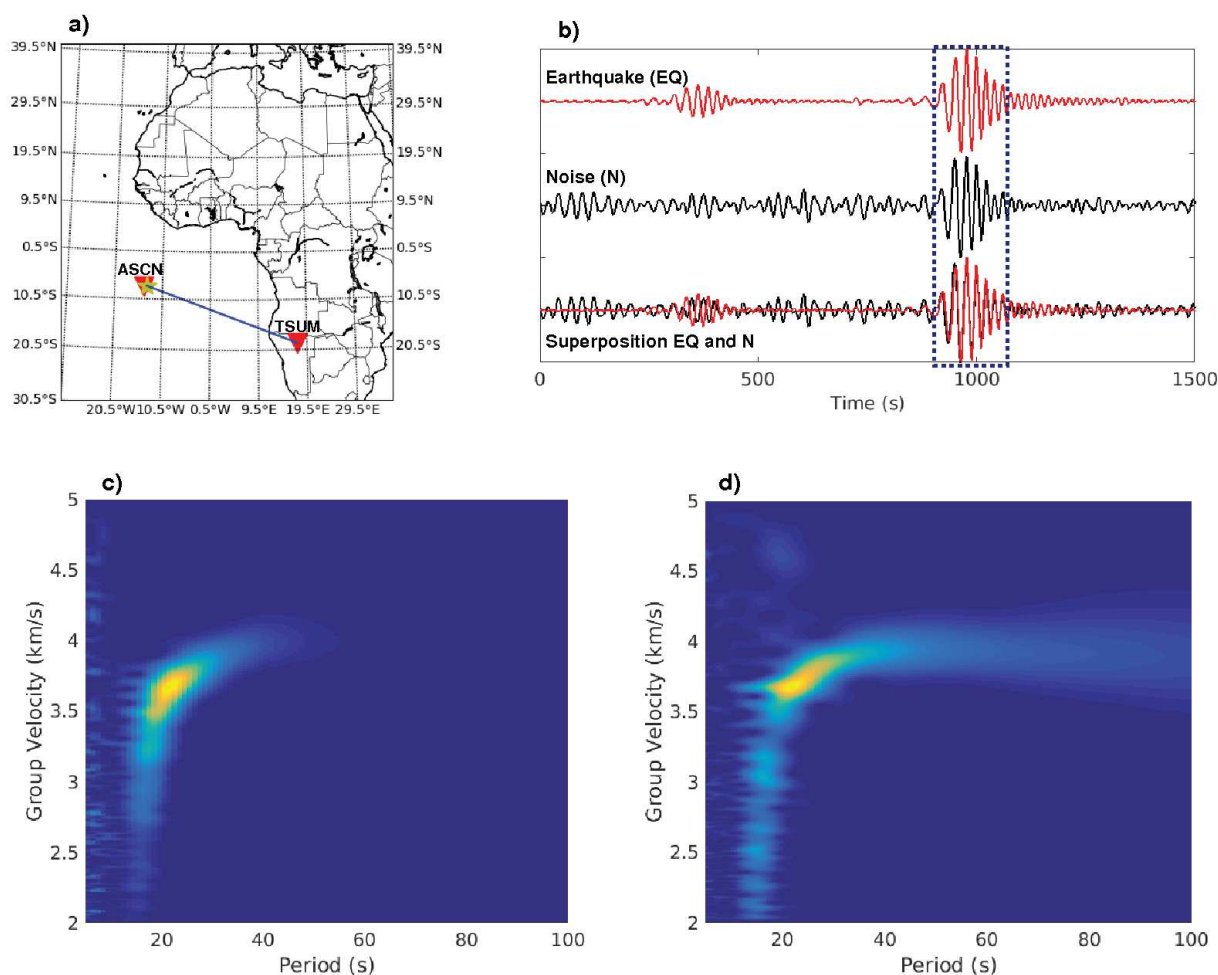 a)
39.5°N 39.5°N
29.5°N 29.5°N
19.5°N 19.5°N
9.5°N 9.5°N
0.5°S 0.5°S
ASCN
10.5°S 10.5°S
TSUM
20.5°S 20.5°S
30.5°S 30.5°S
20.5°W 10.5°W 0.5°W 9.5°E 19.5°E 29.5°E
b)
Earthquake (EQ)
Noise (N)
Superposition EQ and N
0 500 1000 1500
Time (s)
c)
5
4.5
4
3.5
3
2.5
2
Group Velocity (km/s)
20 40 60 80 100
Period (s)
d)
5
4.5
4
3.5
3
2.5
2
Group Velocity (km/s)
20 40 60 80 100
Period (s)